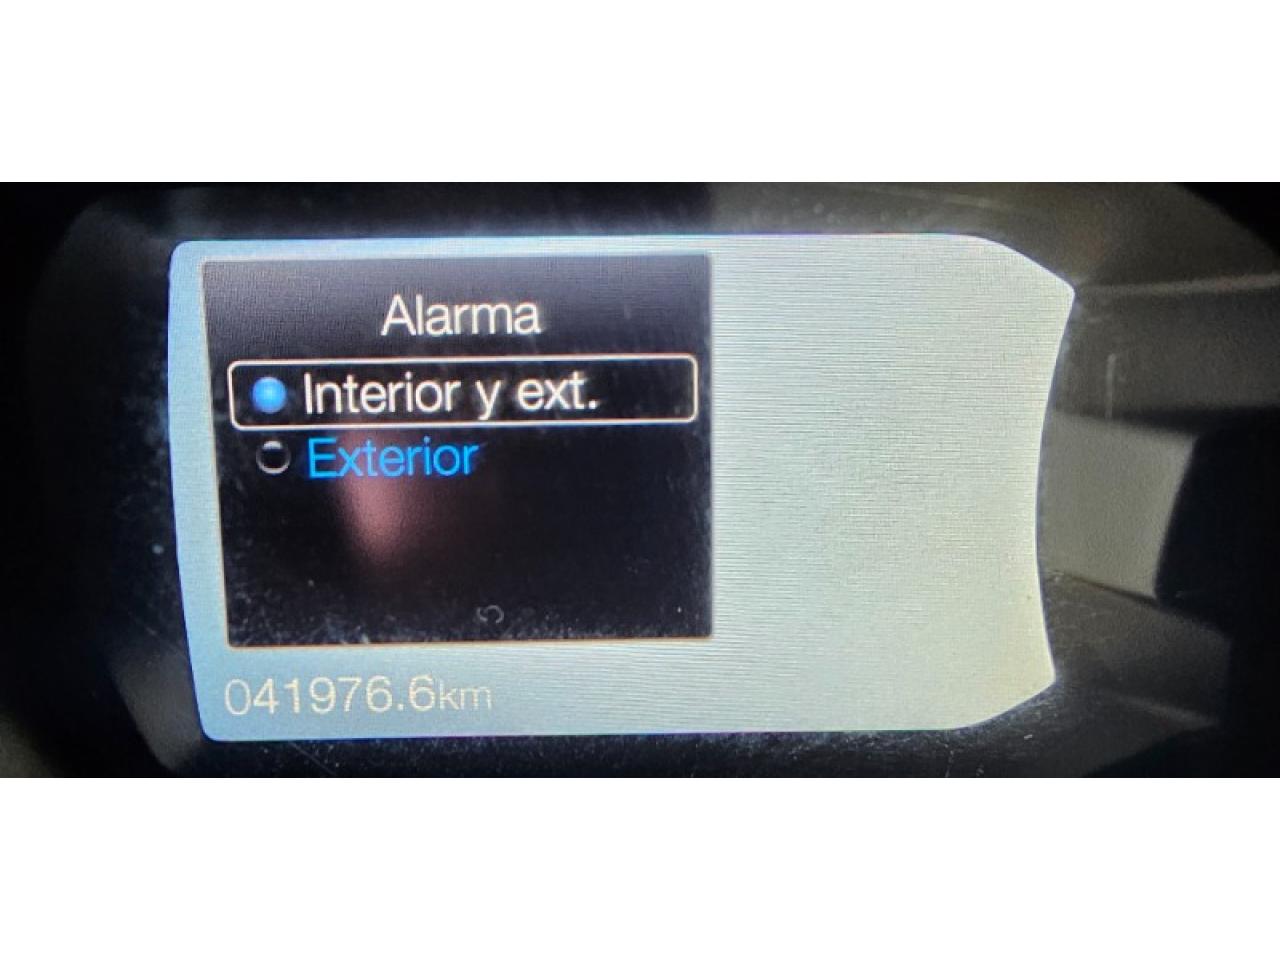 Alarma
Interior y ext.
Exterior
041976.6km